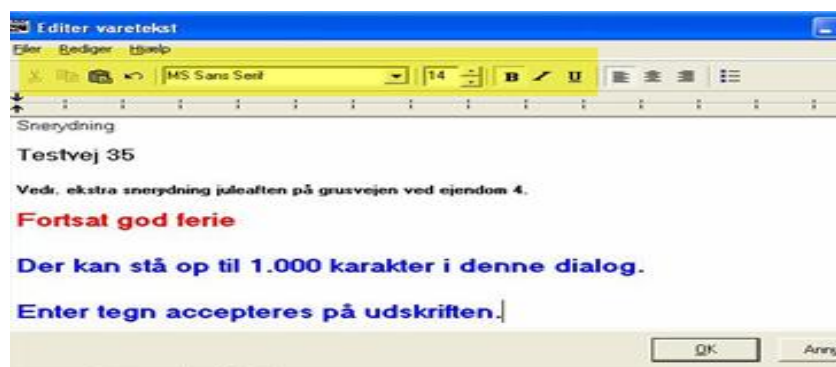 Editer varetekst
Filer Rediger Hjælp
MS Sans Serif 14 B U
Snerydning
Testvej 35
Vedr. ekstra snerydning juleaften på grusvejen ved ejendom 4.
Fortsat god ferie
Der kan stå op til 1.000 karakter i denne dialog.
Enter tegn accepteres på udskriften.
OK